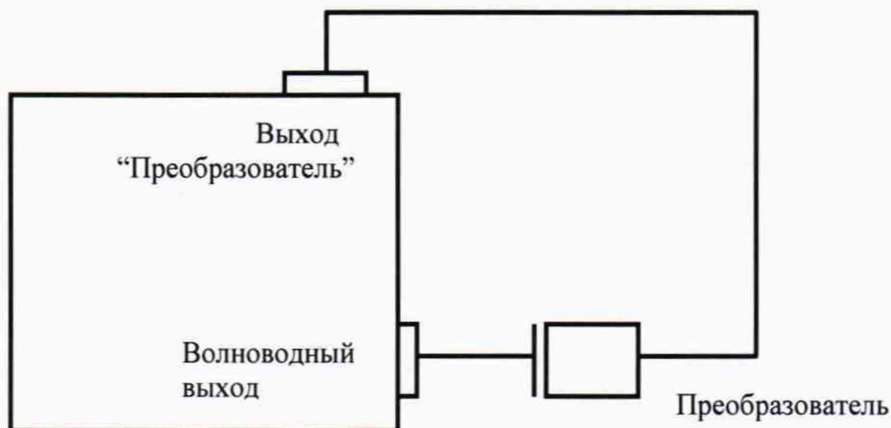 Выход
“Преобразователь”
Волноводный
выход
Преобразователь